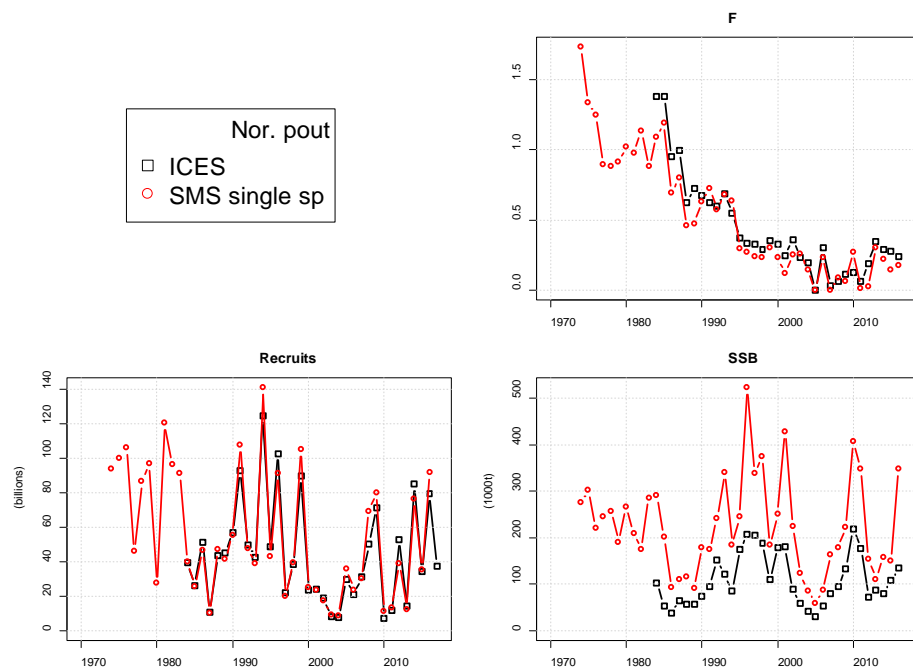 F
Nor. pout
ICES
SMS single sp
0.0 0.5 1.0 1.5
1970 1980 1990 2000 2010
Recruits
(billions)
0 20 40 60 80 100 120 140
1970 1980 1990 2000 2010
SSB
(1000t)
0 100 200 300 400 500
1970 1980 1990 2000 2010